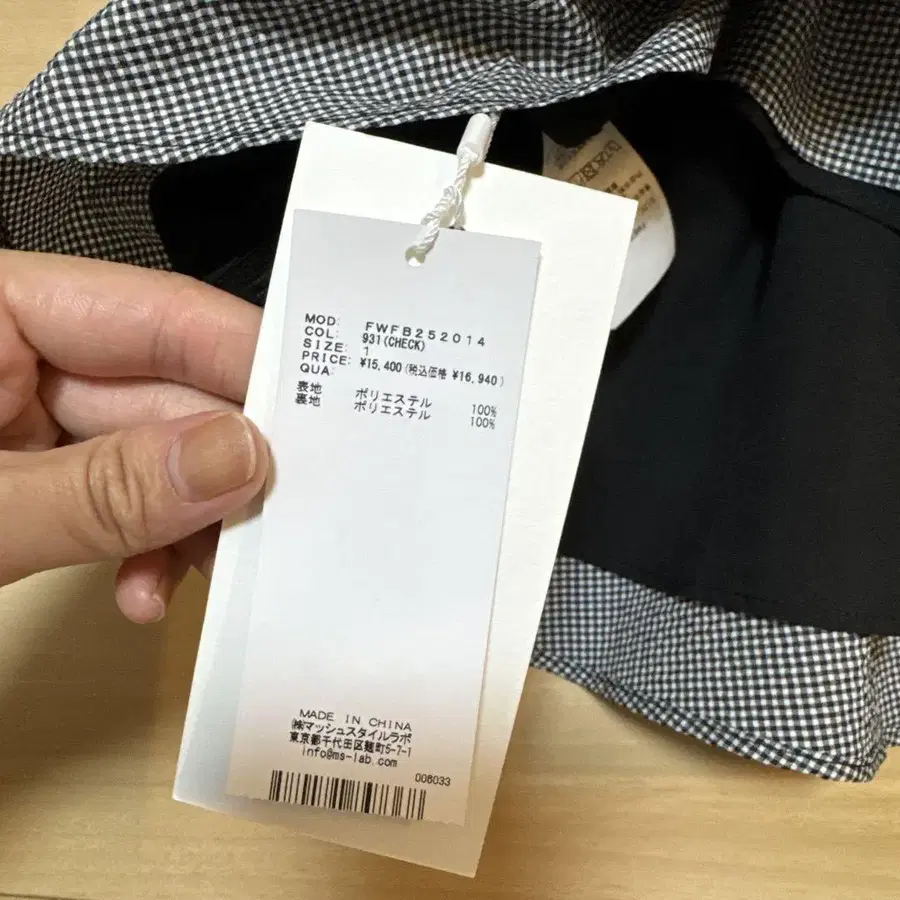 MOD: FWFB252014
COL: 931(CHECK)
SIZE: 1
PRICE: ¥15,400(税込価格 ¥16,940)
QUA:
表地 ポリエステル 100%
裏地 ポリエステル 100%
MADE IN CHINA
㈱マッシュスタイルラボ
東京都千代田区麹町5-7-1
info@ms-lab.com
006033